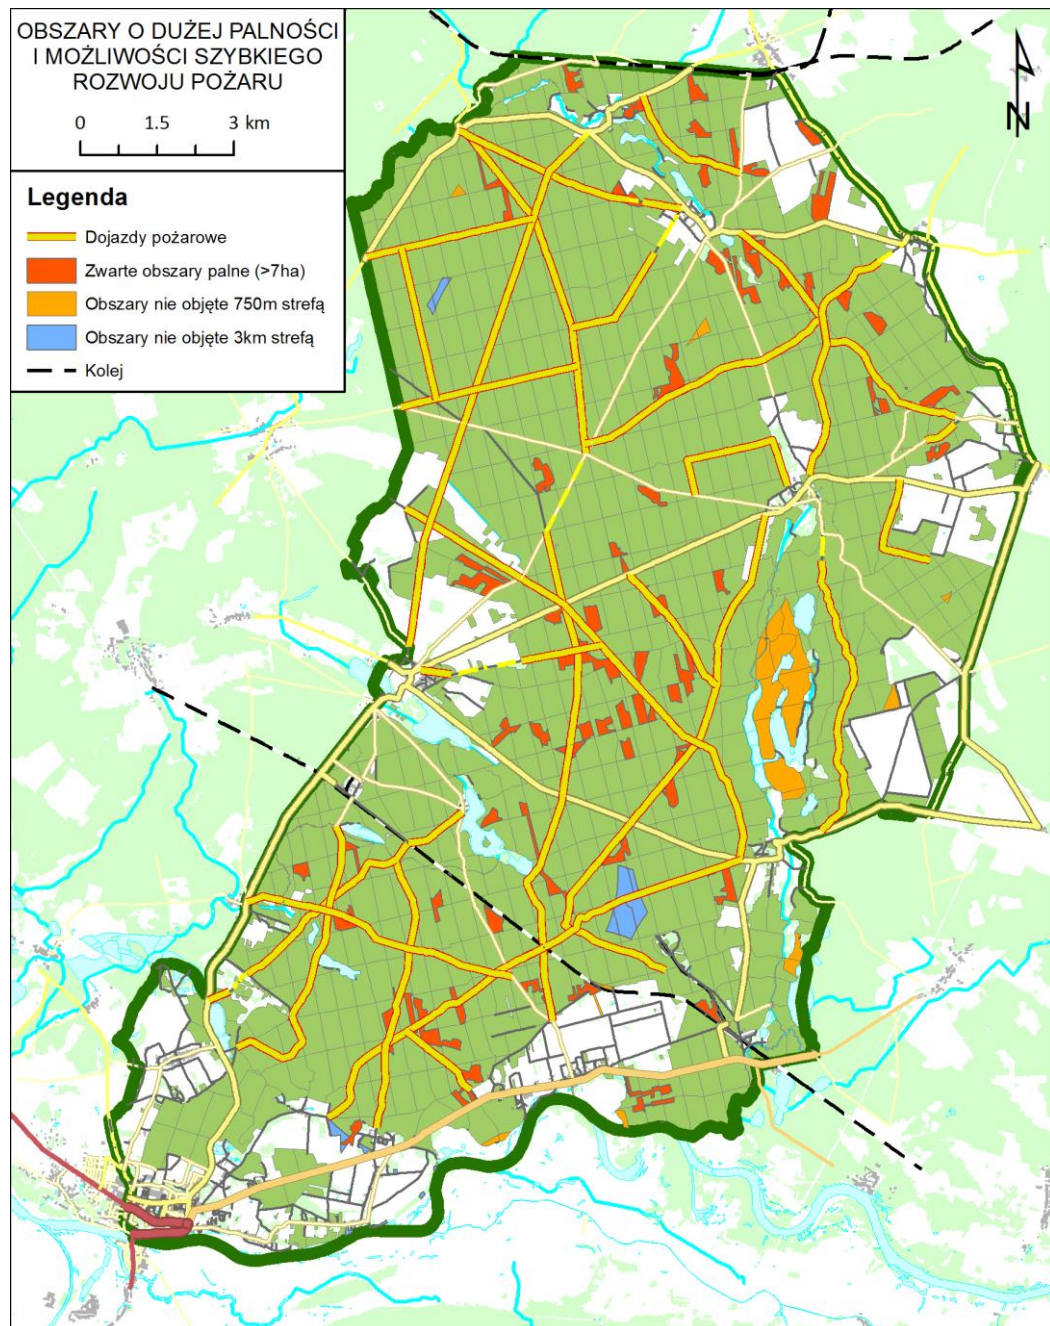 OBSZARY O DUŻEJ PALNOŚCI
I MOŻLIWOŚCI SZYBKIEGO
ROZWOJU POŻARU
0 1.5 3 km
Legenda
Dojazdy pożarowe
Zwarte obszary palne (>7ha)
Obszary nie objęte 750m strefą
Obszary nie objęte 3km strefą
Kolej
N